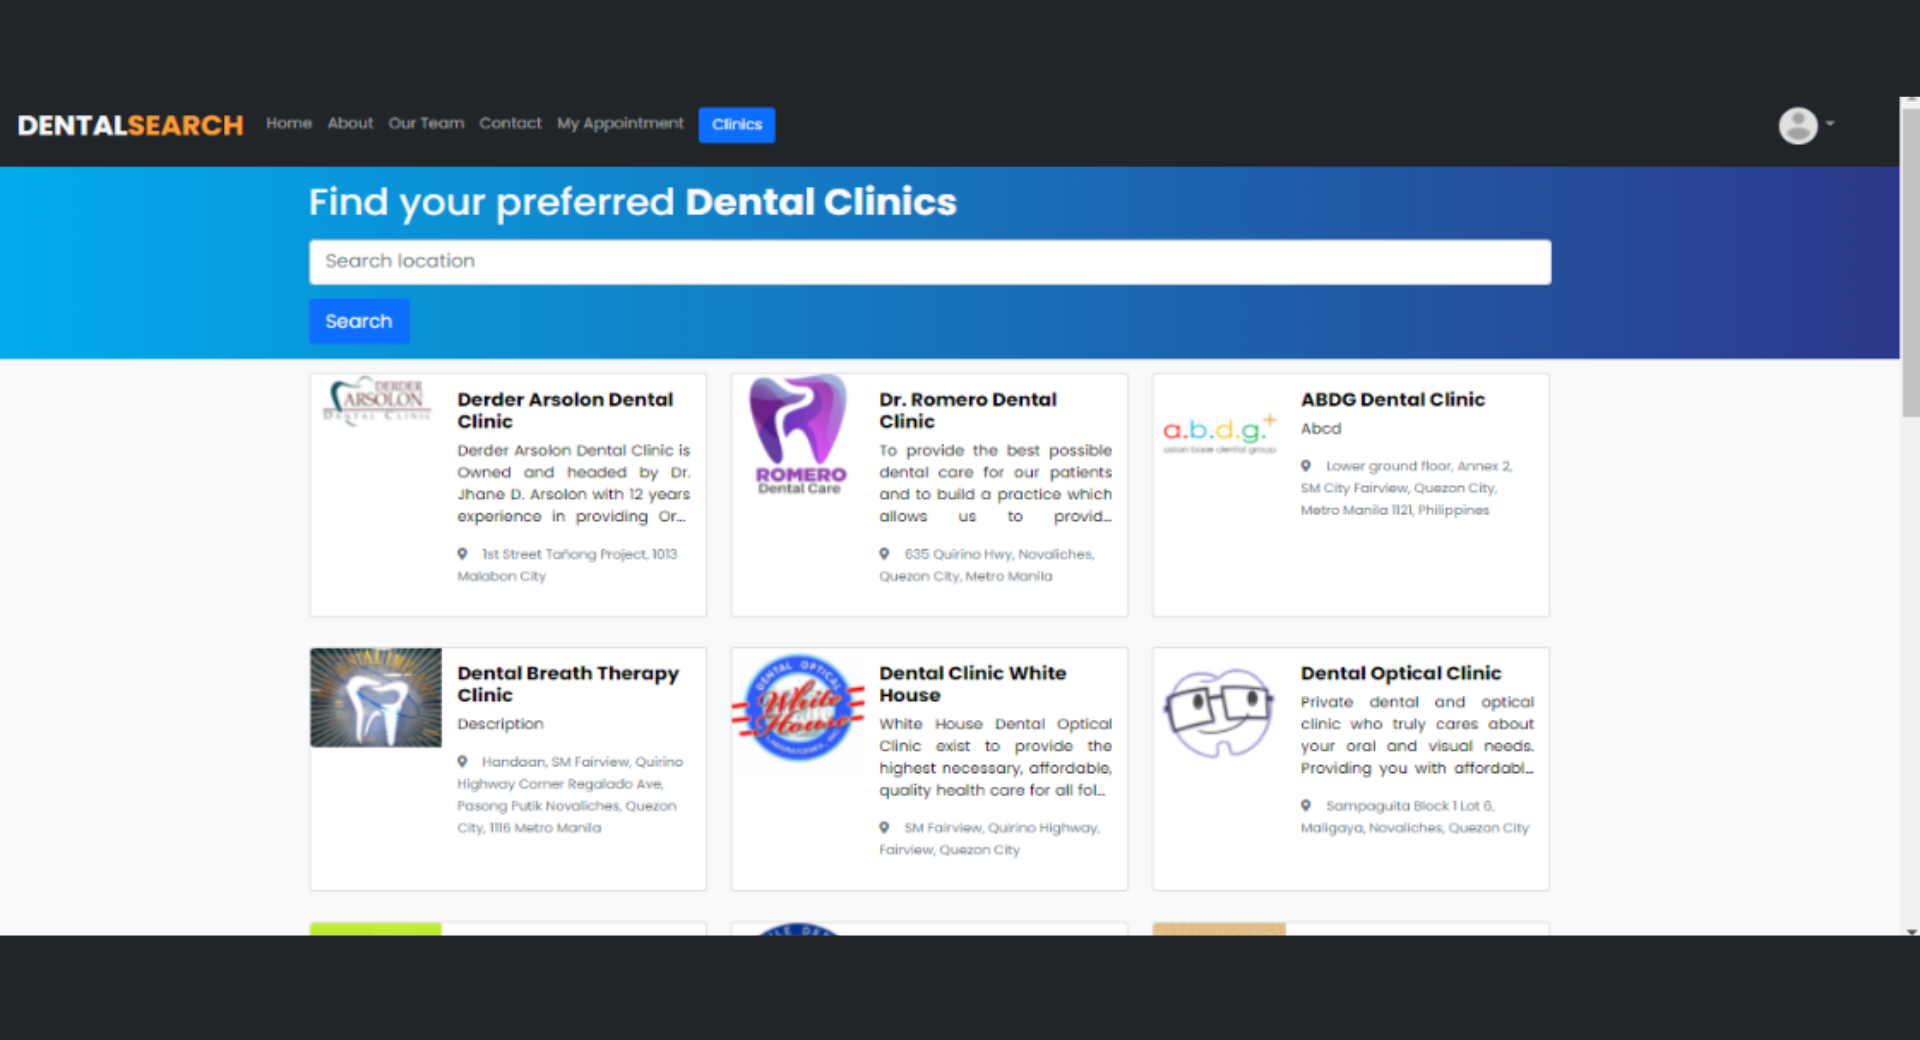 DENTALSEARCH Home About Our Team Contact My Appointment Clinics
Find your preferred Dental Clinics
Search location
Search
DERDER
ARSOLON
DENTAL CLINIC
Derder Arsolon Dental
Clinic
Derder Arsolon Dental Clinic is
Owned and headed by Dr.
Jhane D. Arsolon with 12 years
experience in providing Or...
1st Street Tañong Project, 1013
Malabon City
ROMERO
Dental Care
Dr. Romero Dental
Clinic
To provide the best possible
dental care for our patients
and to build a practice which
allows us to provid...
635 Quirino Hwy, Novaliches,
Quezon City, Metro Manila
a.b.d.g.+
asian base dental group
ABDG Dental Clinic
Abcd
Lower ground floor, Annex 2,
SM City Fairview, Quezon City,
Metro Manila 1121, Philippines
Dental Breath Therapy
Clinic
Description
Handaan, SM Fairview, Quirino
Highway Corner Regalado Ave,
Pasong Putik Novaliches, Quezon
City, 1116 Metro Manila
DENTAL OPTICAL
White
House
Dental Clinic White
House
White House Dental Optical
Clinic exist to provide the
highest necessary, affordable,
quality health care for all fol...
SM Fairview, Quirino Highway,
Fairview, Quezon City
Dental Optical Clinic
Private dental and optical
clinic who truly cares about
your oral and visual needs.
Providing you with affordabl...
Sampaguita Block 1 Lot 6,
Maligaya, Novaliches, Quezon City